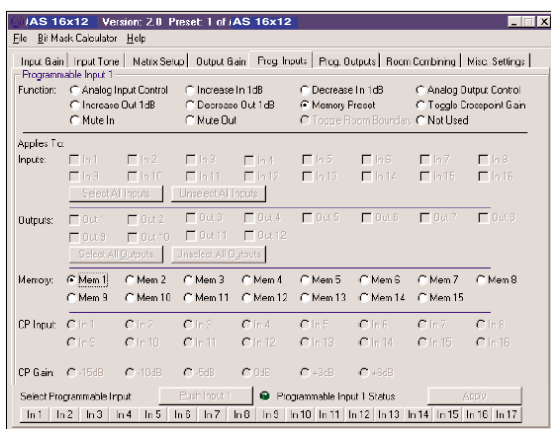 iAS 16x12 Version: 2.0 Preset: 1 of iAS 16x12
File Bit Mask Calculator Help
Input Gain Input Tone Matrix Setup Output Gain Prog. Inputs Prog. Outputs Room Combining Misc. Settings
Programmable Input 1
Function: Analog Input Control Increase In 1dB Decrease In 1dB Analog Output Control
Increase Out 1dB Decrease Out 1dB Memory Preset Toggle Crosspoint Gain
Mute In Mute Out Toggle Room Boundary Not Used
Applies To:
Inputs: In 1 In 2 In 3 In 4 In 5 In 6 In 7 In 8
In 9 In 10 In 11 In 12 In 13 In 14 In 15 In 16
Select All Inputs Unselect All Inputs
Outputs: Out 1 Out 2 Out 3 Out 4 Out 5 Out 6 Out 7 Out 8
Out 9 Out 10 Out 11 Out 12
Select All Outputs Unselect All Outputs
Memory: Mem 1 Mem 2 Mem 3 Mem 4 Mem 5 Mem 6 Mem 7 Mem 8
Mem 9 Mem 10 Mem 11 Mem 12 Mem 13 Mem 14 Mem 15
CP Input: In 1 In 2 In 3 In 4 In 5 In 6 In 7 In 8
In 9 In 10 In 11 In 12 In 13 In 14 In 15 In 16
CP Gain: -15dB -10dB -6dB 0dB +3dB +6dB
Select Programmable Input Push Input 1 Programmable Input 1 Status Apply
In 1 In 2 In 3 In 4 In 5 In 6 In 7 In 8 In 9 In 10 In 11 In 12 In 13 In 14 In 15 In 16 In 17